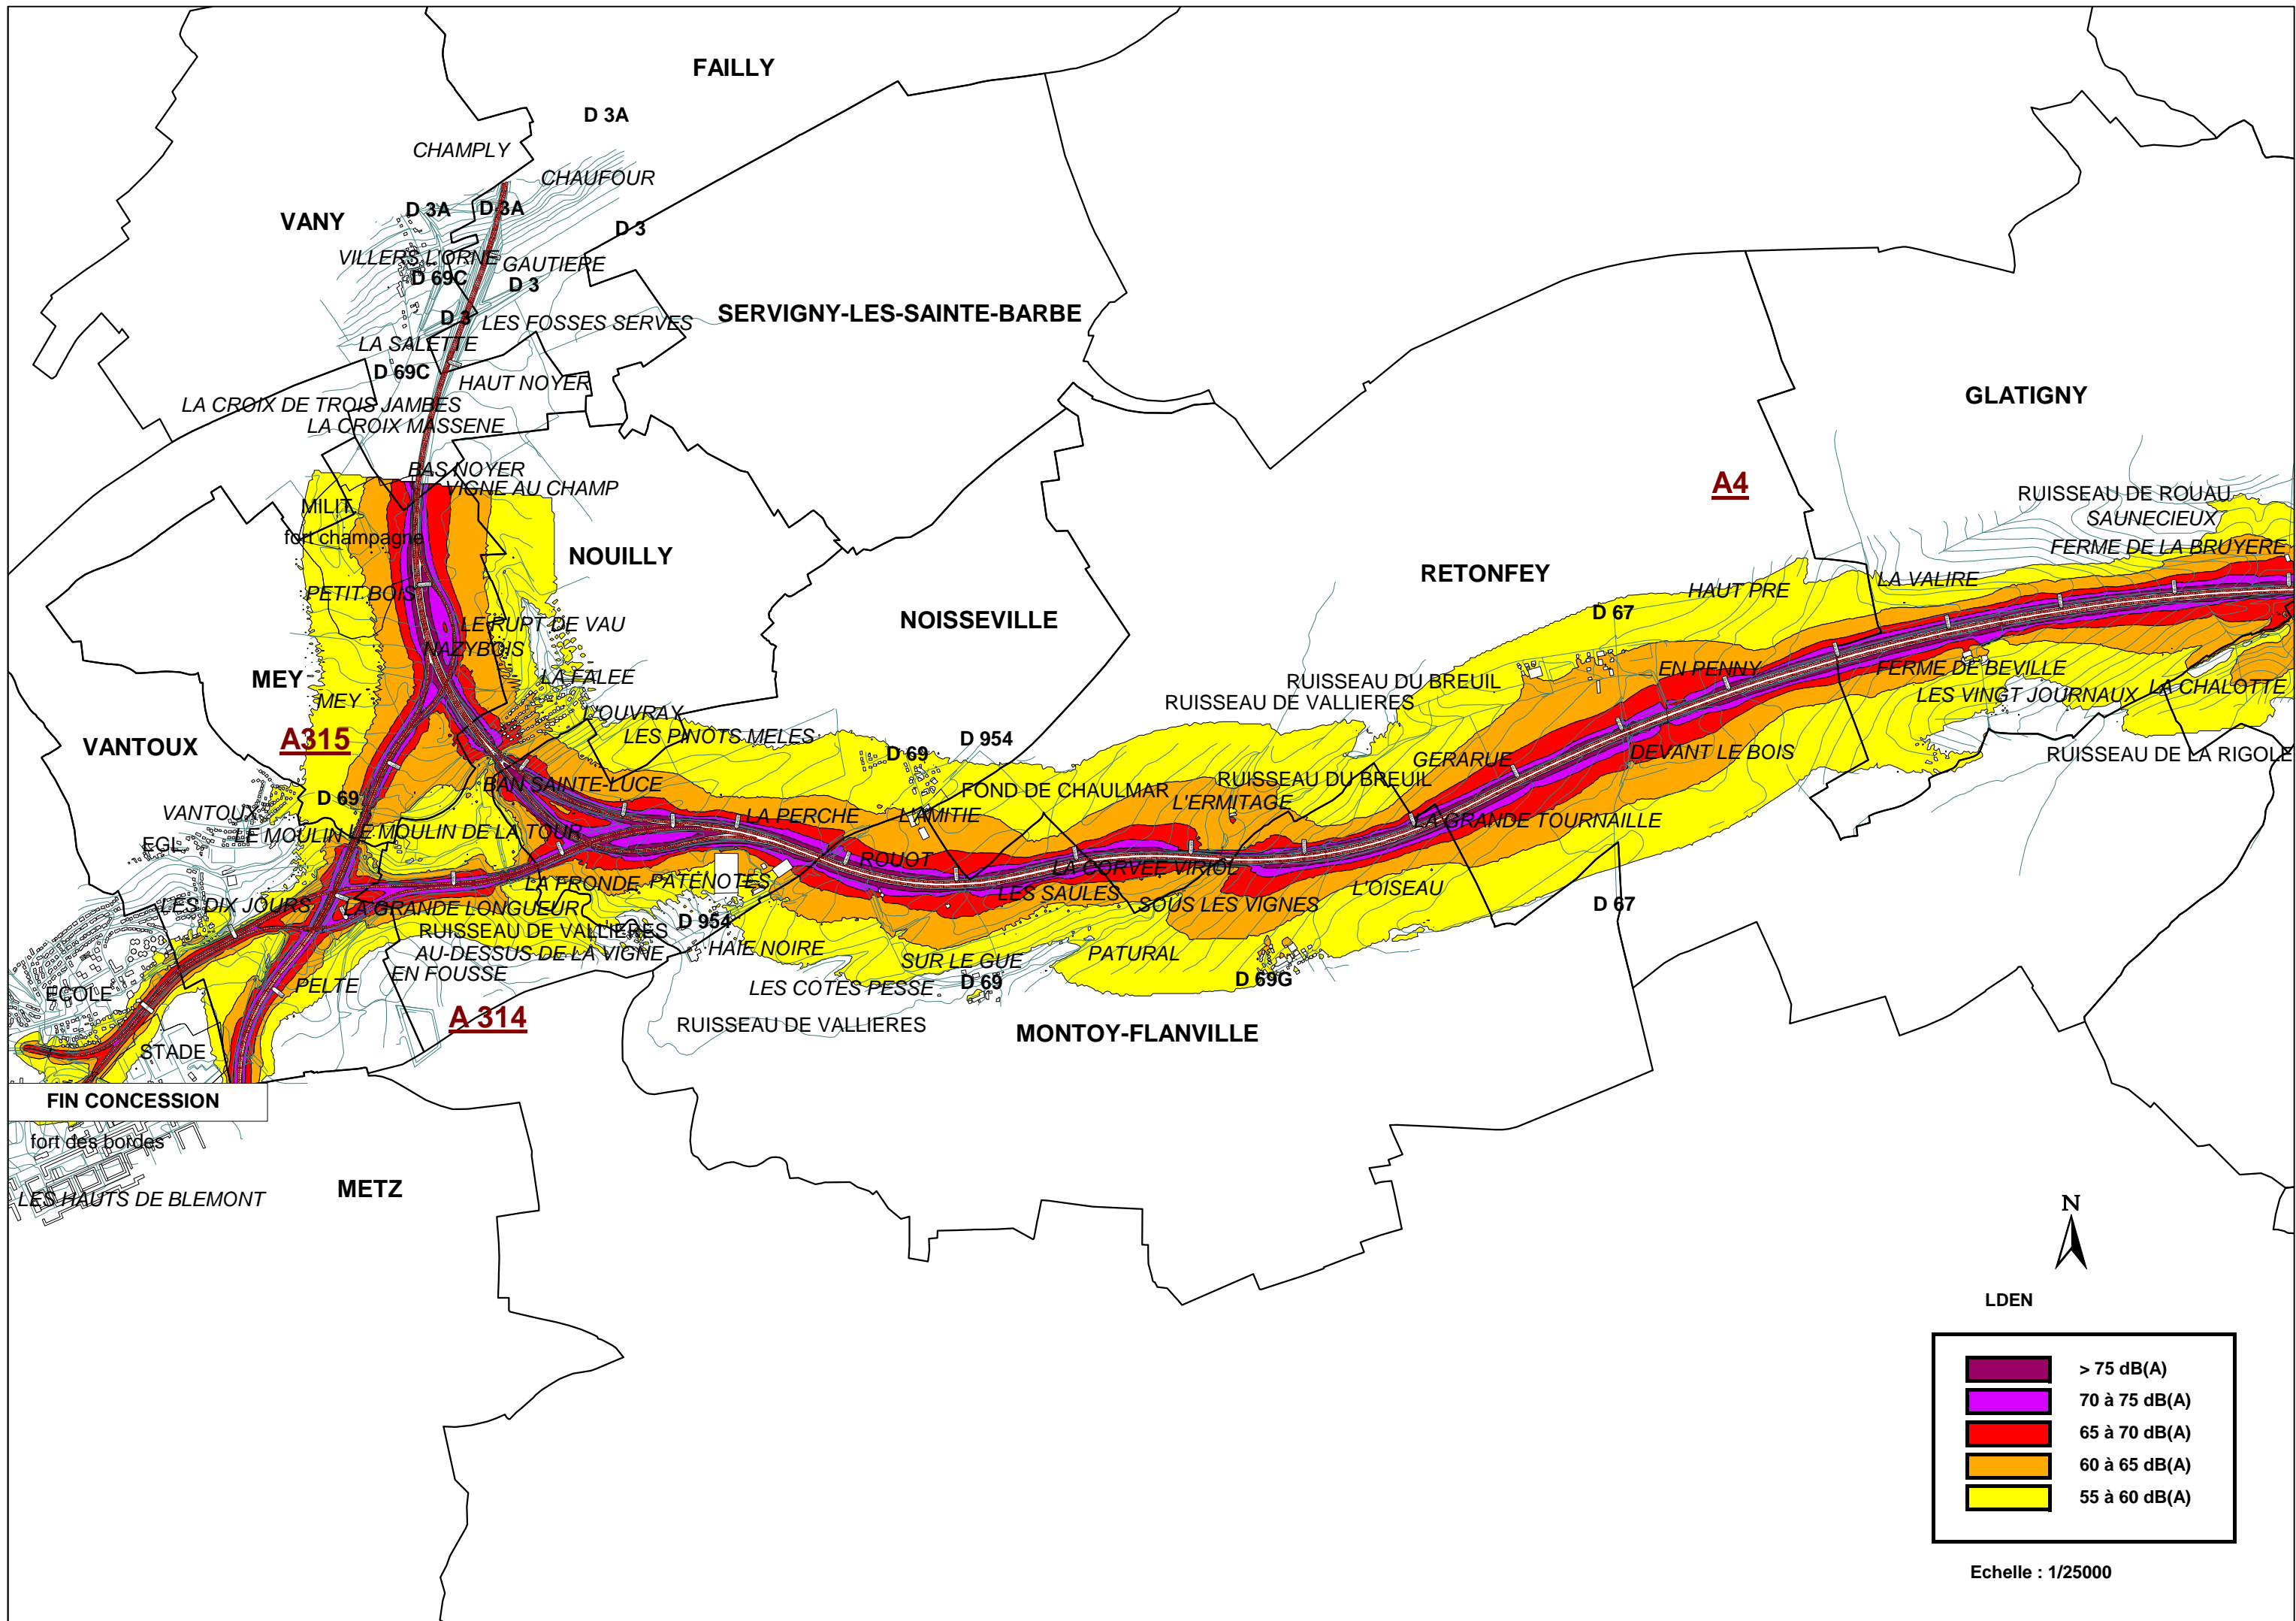 FAILLY
D 3A
CHAMPLY
CHAUFOUR
D 3A
D 3A
VANY
D 3
VILLERS L'ORNE
GAUTIERE
D 69C
D 3
D 3
LES FOSSES SERVES
SERVIGNY-LES-SAINTE-BARBE
LA SALETTE
D 69C
HAUT NOYER
GLATIGNY
LA CROIX DE TROIS JAMBES
LA CROIX MASSENE
BAS NOYER
VIGNE AU CHAMP
A4
RUISSEAU DE ROUAU
MILIT.
SAUNECIEUX
fort champagne
FERME DE LA BRUYERE
NOUILLY
RETONFEY
LA VALIRE
PETIT BOIS
HAUT PRE
D 67
NOISSEVILLE
LE RUPT DE VAU
NAZYBOIS
EN PENNY
FERME DE BEVILLE
LA FALEE
MEY
RUISSEAU DU BREUIL
LES VINGT JOURNAUX
LA CHALOTTE
MEY
RUISSEAU DE VALLIERES
L'OUVRAX
A315
LES PINOTS MELES
D 954
VANTOUX
D 69
GERARUE
DEVANT LE BOIS
RUISSEAU DE LA RIGOLE
BAN SAINTE-LUCE
RUISSEAU DU BREUIL
FOND DE CHAULMAR
D 69
L'ERMITAGE
VANTOUX
LA PERCHE
L'AMITIE
LA GRANDE TOURNAILLE
LE MOULIN
LE MOULIN DE LA TOUR
EGL.
ROUOT
LA CORVEE VIRIOL
LA FRONDE
PATENOTES
L'OISEAU
LES SAULES
LES DIX JOURS
LA GRANDE LONGUEUR
SOUS LES VIGNES
D 67
D 954
RUISSEAU DE VALLIERES
HAIE NOIRE
AU-DESSUS DE LA VIGNE
SUR LE GUE
PATURAL
EN FOUSSE
D 69
D 69G
PELTE
LES COTES PESSE
ECOLE
A 314
RUISSEAU DE VALLIERES
MONTOY-FLANVILLE
STADE
FIN CONCESSION
fort des bordes
METZ
LES HAUTS DE BLEMONT
N
LDEN
> 75 dB(A)
70 à 75 dB(A)
65 à 70 dB(A)
60 à 65 dB(A)
55 à 60 dB(A)
Echelle : 1/25000